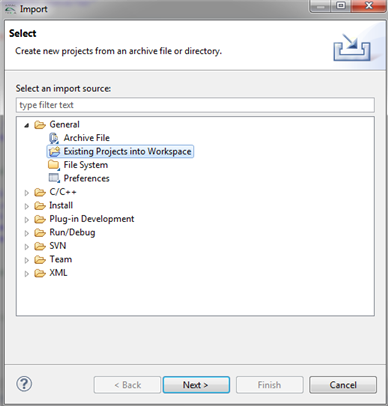 Import
Select
Create new projects from an archive file or directory.
Select an import source:
type filter text
General
Archive File
Existing Projects into Workspace
File System
Preferences
C/C++
Install
Plug-in Development
Run/Debug
SVN
Team
XML
?
< Back
Next >
Finish
Cancel